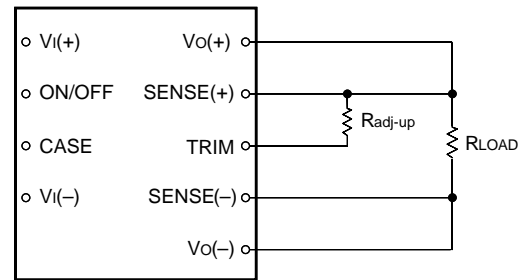 VI(+) VO(+)
ON/OFF SENSE(+)
Radj-up
CASE TRIM
RLOAD
VI(–) SENSE(–)
VO(–)